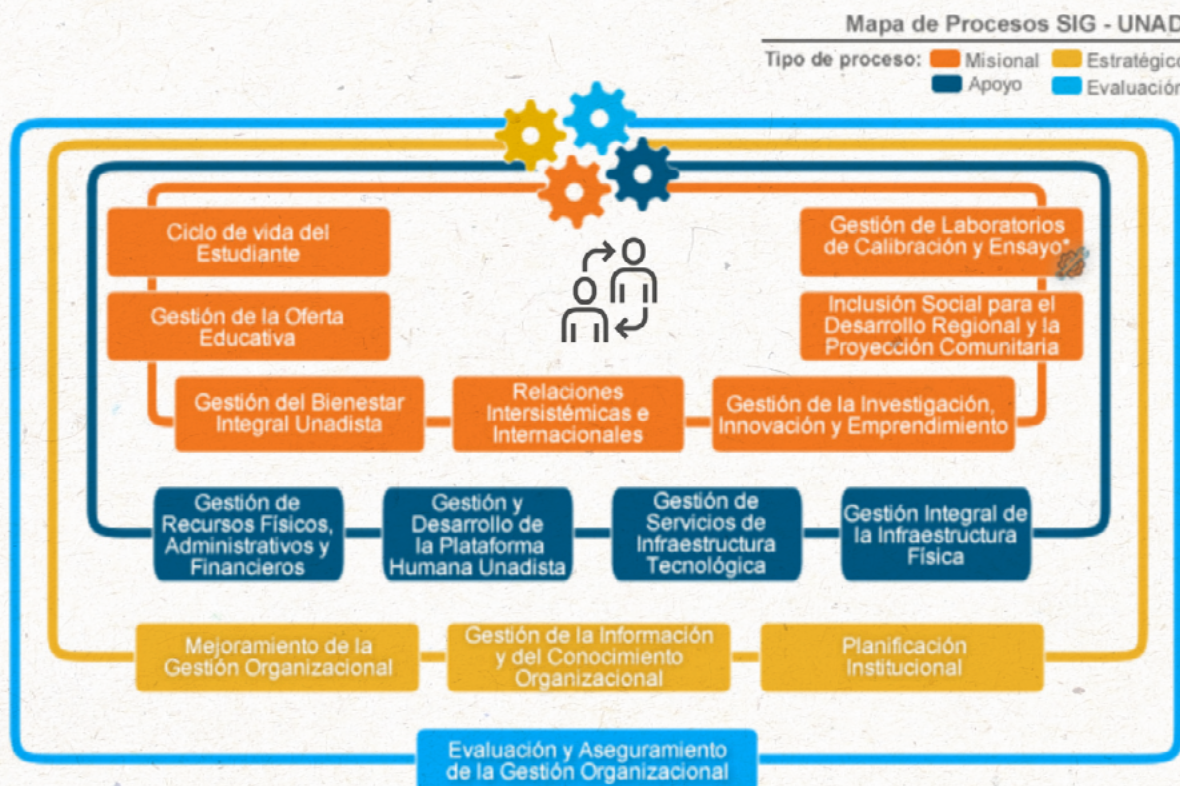 Mapa de Procesos SIG - UNAD
Tipo de proceso:
Misional
Estratégico
Apoyo
Evaluación
Ciclo de vida del
Estudiante
Gestión de Laboratorios
de Calibración y Ensayo*
Gestión de la Oferta
Educativa
Inclusión Social para el
Desarrollo Regional y la
Proyección Comunitaria
Gestión del Bienestar
Integral Unadista
Relaciones
Intersistémicas e
Internacionales
Gestión de la Investigación,
Innovación y Emprendimiento
Gestión de
Recursos Físicos,
Administrativos y
Financieros
Gestión y
Desarrollo de
la Plataforma
Humana Unadista
Gestión de
Servicios de
Infraestructura
Tecnológica
Gestión Integral de
la Infraestructura
Física
Mejoramiento de la
Gestión Organizacional
Gestión de la Información
y del Conocimiento
Organizacional
Planificación
Institucional
Evaluación y Aseguramiento
de la Gestión Organizacional